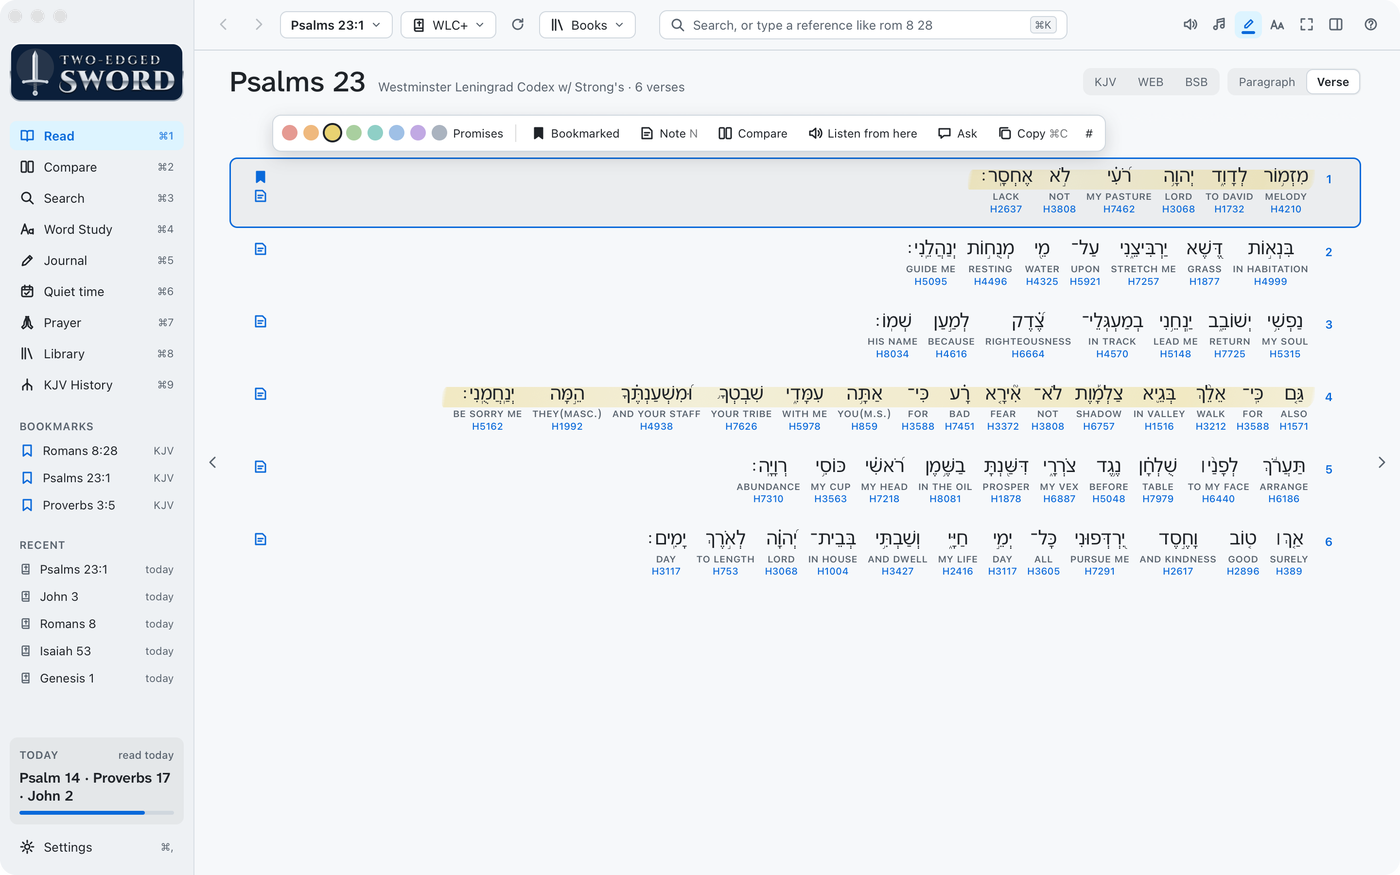 TWO-EDGED
SWORD
Read ⌘1
Compare ⌘2
Search ⌘3
Word Study ⌘4
Journal ⌘5
Quiet time ⌘6
Prayer ⌘7
Library ⌘8
KJV History ⌘9
BOOKMARKS
Romans 8:28 KJV
Psalms 23:1 KJV
Proverbs 3:5 KJV
RECENT
Psalms 23:1 today
John 3 today
Romans 8 today
Isaiah 53 today
Genesis 1 today
TODAY read today
Psalm 14 · Proverbs 17
· John 2
Settings ⌘,
Psalms 23:1 WLC+ Books Search, or type a reference like rom 8 28 ⌘K
Psalms 23 Westminster Leningrad Codex w/ Strong's · 6 verses KJV WEB BSB Paragraph Verse
Promises Bookmarked Note N Compare Listen from here Ask Copy ⌘C #
1 מִזְמ֥וֹר לְדָוִ֑ד יְהוָ֥ה רֹ֝עִ֗י לֹ֣א אֶחְסָֽר׃
LACK NOT MY PASTURE LORD TO DAVID MELODY
H2637 H3808 H7462 H3068 H1732 H4210
2 בִּנְא֣וֹת דֶּ֭שֶׁא יַרְבִּיצֵ֑נִי עַל־ מֵ֖י מְנֻח֣וֹת יְנַהֲלֵֽנִי׃
GUIDE ME RESTING WATER UPON STRETCH ME GRASS IN HABITATION
H5095 H4496 H4325 H5921 H7257 H1877 H4999
3 נַפְשִׁ֥י יְשׁוֹבֵ֑ב יַֽנְחֵ֥נִי בְמַעְגְּלֵי־ צֶ֝֗דֶק לְמַ֣עַן שְׁמֽוֹ׃
HIS NAME BECAUSE RIGHTEOUSNESS IN TRACK LEAD ME RETURN MY SOUL
H8034 H4616 H6664 H4570 H5148 H7725 H5315
4 גַּ֤ם כִּֽי־ אֵלֵ֨ךְ בְּגֵ֪יא צַלְמָ֡וֶת לֹא־ אִ֘ירָ֤א רָ֗ע כִּי־ אַתָּ֥ה עִמָּדִ֑י שִׁבְטְךָ֥ וּ֝מִשְׁעַנְתֶּ֗ךָ הֵ֣מָּה יְנַֽחֲמֻֽנִי׃
BE SORRY ME THEY(MASC.) AND YOUR STAFF YOUR TRIBE WITH ME YOU(M.S.) FOR BAD FEAR NOT SHADOW IN VALLEY WALK FOR ALSO
H5162 H1992 H4938 H7626 H5978 H859 H3588 H7451 H3372 H3808 H6757 H1516 H3212 H3588 H1571
5 תַּעֲרֹ֬ךְ לְפָנַ֨י׀ שֻׁלְחָ֗ן נֶ֥גֶד צֹרְרָ֑י דִּשַּׁ֖נְתָּ בַשֶּׁ֥מֶן רֹ֝אשִׁ֗י כּוֹסִ֥י רְוָיָֽה׃
ABUNDANCE MY CUP MY HEAD IN THE OIL PROSPER MY VEX BEFORE TABLE TO MY FACE ARRANGE
H7310 H3563 H7218 H8081 H1878 H6887 H5048 H7979 H6440 H6186
6 אַ֤ךְ׀ ט֤וֹב וָחֶ֣סֶד יִ֭רְדְּפוּנִי כָּל־ יְמֵ֣י חַיָּ֑י וְשַׁבְתִּ֥י בְּבֵית־ יְ֝הוָ֗ה לְאֹ֣רֶךְ יָמִֽים׃
DAY TO LENGTH LORD IN HOUSE AND DWELL MY LIFE DAY ALL PURSUE ME AND KINDNESS GOOD SURELY
H3117 H753 H3068 H1004 H3427 H2416 H3117 H3605 H7291 H2617 H2896 H389